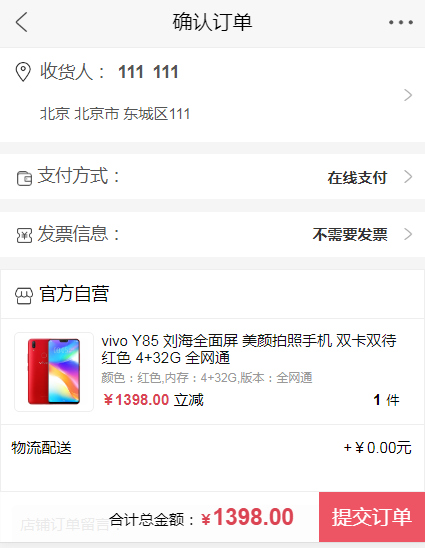 确认订单
收货人： 111 111
北京 北京市 东城区111
支付方式： 在线支付
发票信息： 不需要发票
官方自营
vivo Y85 刘海全面屏 美颜拍照手机 双卡双待
红色 4+32G 全网通
颜色：红色,内存：4+32G,版本：全网通
￥1398.00 立减 1 件
物流配送 +￥0.00元
店铺订单留言
合计总金额：￥1398.00 提交订单